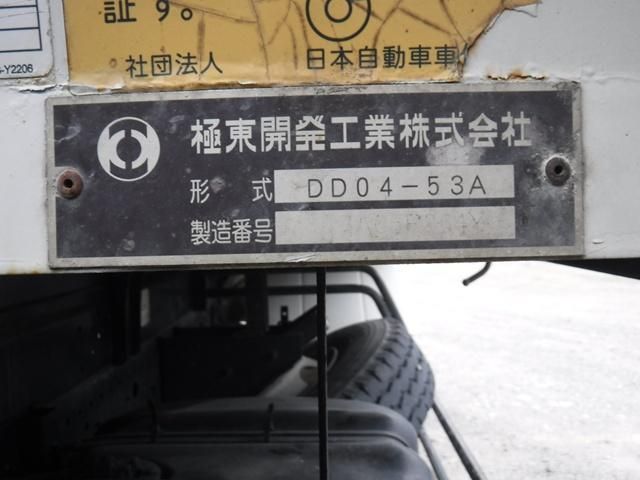 証す。
社団法人 日本自動車車
-Y2206
極東開発工業株式会社
形式 DD04-53A
製造番号